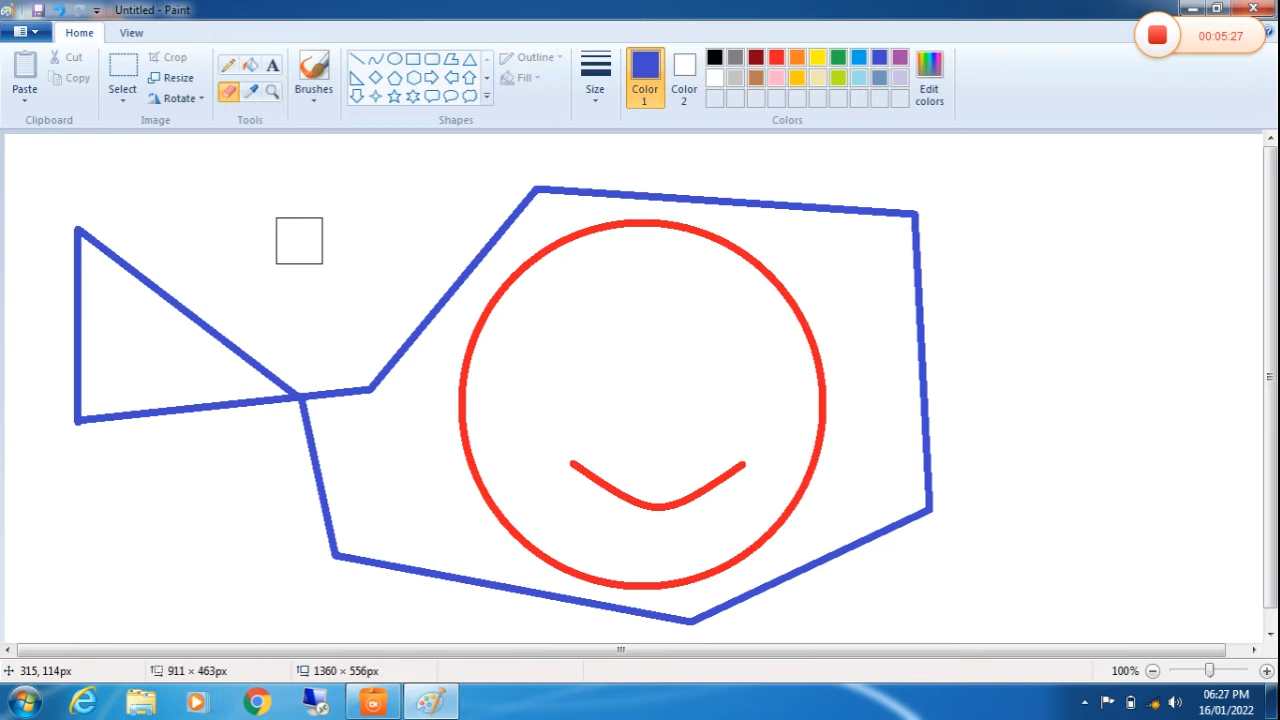 Untitled - Paint
Home
View
00:05:27
Paste
Cut
Copy
Clipboard
Select
Crop
Resize
Rotate
Image
A
Tools
Brushes
Outline
Fill
Shapes
Size
Color
1
Color
2
Edit
colors
Colors
315, 114px
911 × 463px
1360 × 556px
100%
06:27 PM
16/01/2022